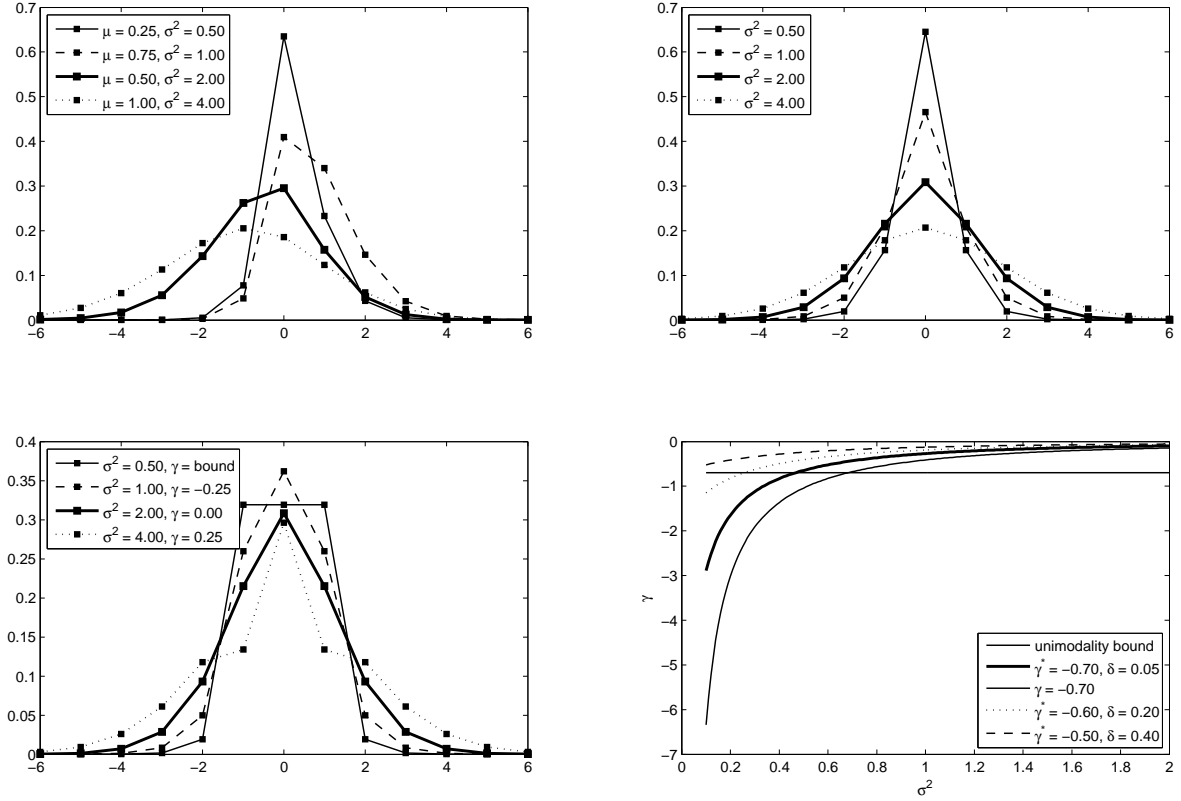 0.7
0.6
0.5
0.4
0.3
0.2
0.1
0
−6 −4 −2 0 2 4 6
μ = 0.25, σ² = 0.50
μ = 0.75, σ² = 1.00
μ = 0.50, σ² = 2.00
μ = 1.00, σ² = 4.00
0.7
0.6
0.5
0.4
0.3
0.2
0.1
0
−6 −4 −2 0 2 4 6
σ² = 0.50
σ² = 1.00
σ² = 2.00
σ² = 4.00
0.4
0.35
0.3
0.25
0.2
0.15
0.1
0.05
0
−6 −4 −2 0 2 4 6
σ² = 0.50, γ = bound
σ² = 1.00, γ = −0.25
σ² = 2.00, γ = 0.00
σ² = 4.00, γ = 0.25
0
−1
−2
−3
−4
−5
−6
−7
γ
0 0.2 0.4 0.6 0.8 1 1.2 1.4 1.6 1.8 2
σ²
unimodality bound
γ* = −0.70, δ = 0.05
γ = −0.70
γ* = −0.60, δ = 0.20
γ* = −0.50, δ = 0.40